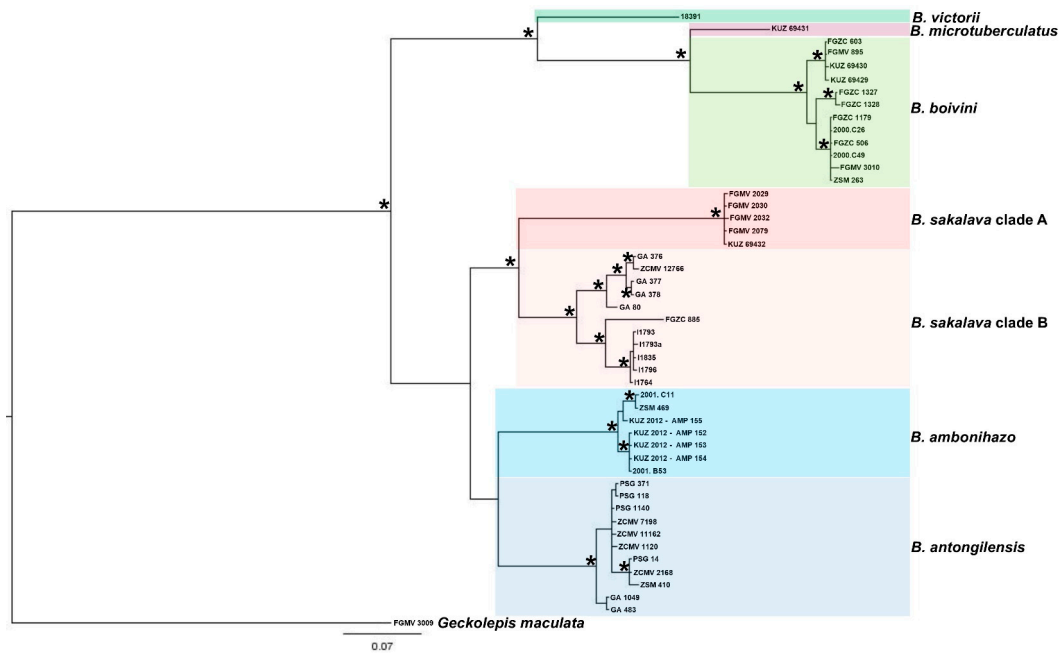 18391 B. victorii
KUZ 69431 B. microtuberculatus
FGZC 603
FGMV 895
KUZ 69430
KUZ 69429
FGZC 1327
FGZC 1328
B. boivini
FGZC 1179
2000.C26
FGZC 506
2000.C49
FGMV 3010
ZSM 263
FGMV 2029
FGMV 2030
FGMV 2032
B. sakalava clade A
FGMV 2079
KUZ 69432
GA 376
ZCMV 12766
GA 377
GA 378
GA 80
FGZC 885
B. sakalava clade B
I1793
I1793a
I1835
I1796
I1764
2001. C11
ZSM 469
KUZ 2012 - AMP 155
KUZ 2012 - AMP 152
B. ambonihazo
KUZ 2012 - AMP 153
KUZ 2012 - AMP 154
2001. B53
PSG 371
PSG 118
PSG 1140
ZCMV 7198
ZCMV 11162
ZCMV 1120
B. antongilensis
PSG 14
ZCMV 2168
ZSM 410
GA 1049
GA 483
FGMV 3009 Geckolepis maculata
0.07